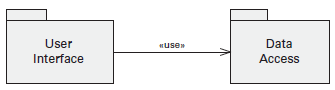 User
Interface
«use»
Data
Access